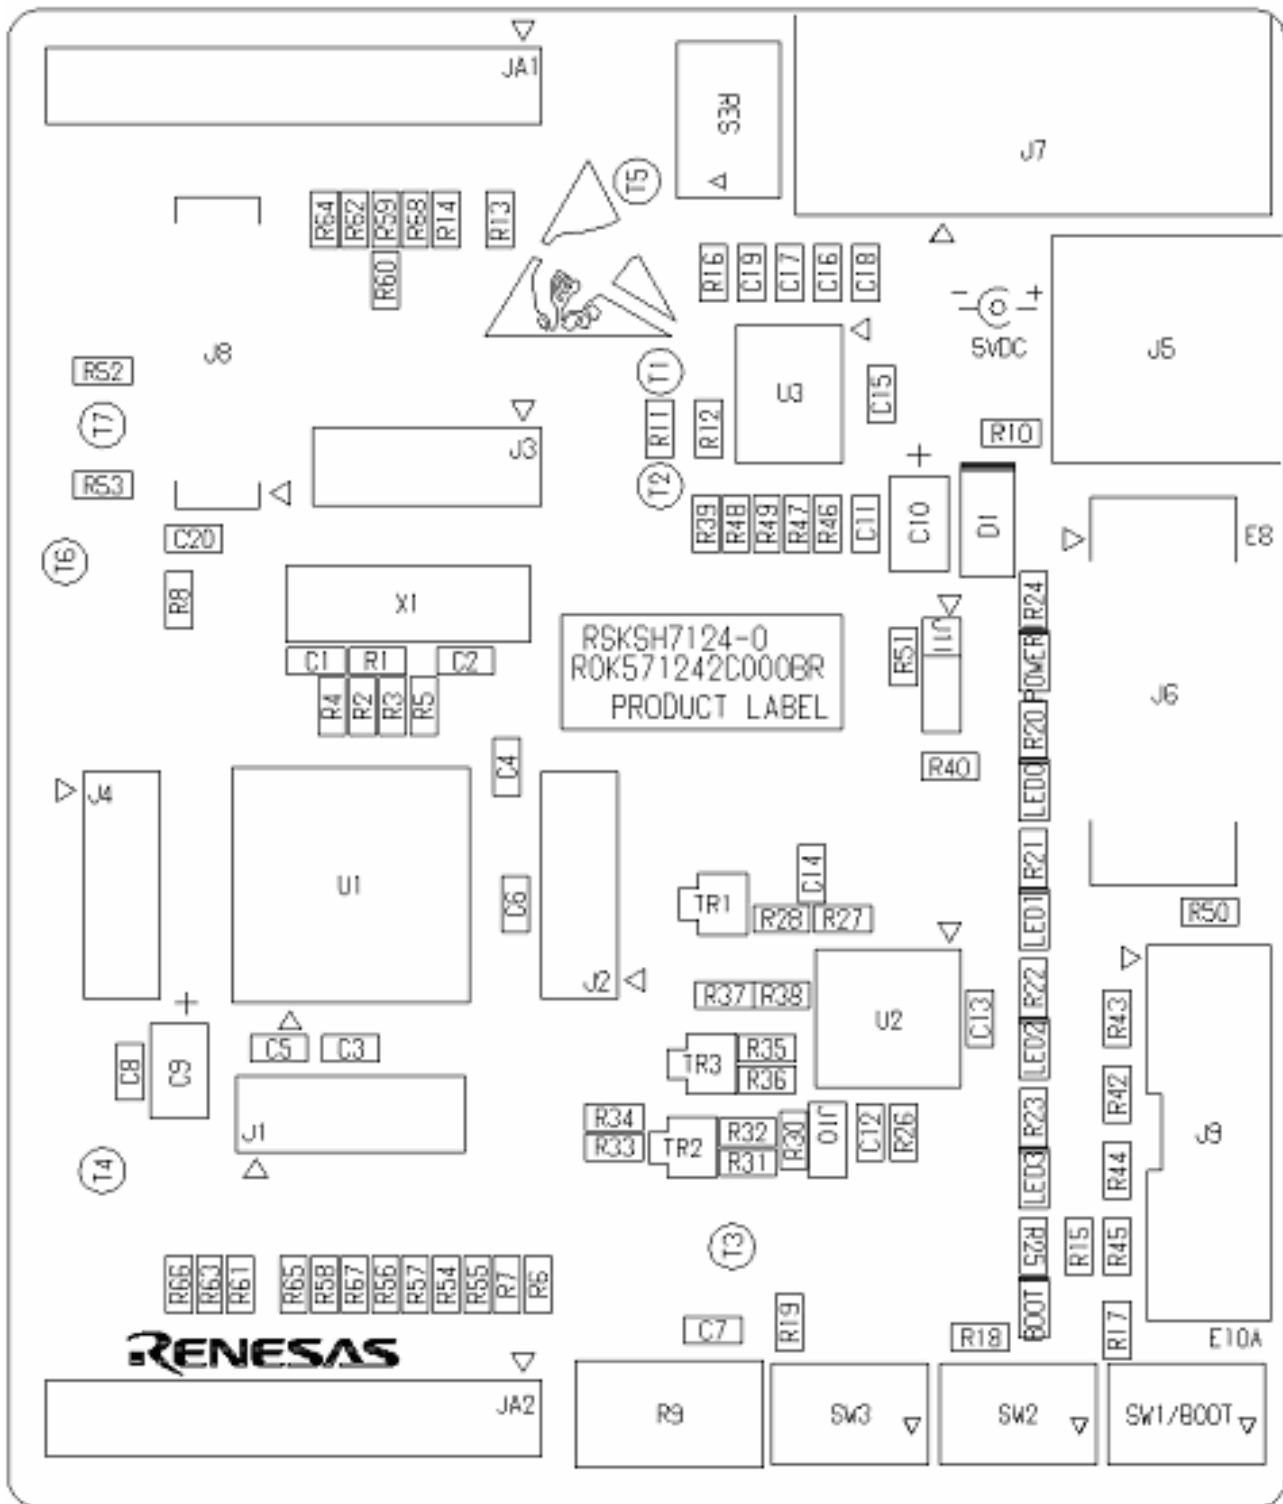 JA1
RES
J7
T5
R64 R62 R59 R68 R14 R13
R60
R16 C19 C17 C16 C18
- +
5VDC
J8
J5
R52
T1
U3
C15
T7
R11
R12
R10
J3
R53
T2
+
C20
R39 R48 R49 R47 R46 C11
C10
D1
E8
T6
R8
X1
R24
RSKSH7124-0
R0K571242C000BR
PRODUCT LABEL
J11
R51
POWER
J6
C1 R1 C2
R4 R2 R3 R5
R20
R40
C4
LED0
J4
U1
C14
R21
C6
TR1
R28 R27
LED1
R50
J2
R37 R38
R22
+
U2
C13
R43
C5 C3
R35
LED2
C8
C9
TR3
R36
R42
J1
R34
R33
TR2
R32
R31
R30
J10
C12
R26
R23
J9
T4
LED3
R44
T3
R25
R15
R45
R66 R63 R61 R65 R58 R67 R56 R57 R54 R55 R7 R6
BOOT
C7
R19
R18
R17
E10A
RENESAS
JA2
R9
SW3
SW2
SW1/BOOT